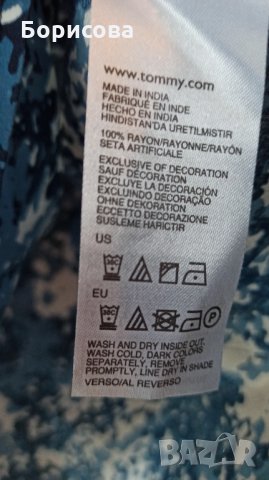 Борисова
www.tommy.com
MADE IN INDIA
FABRIQUÉ EN INDE
HECHO EN INDIA
HINDISTAN'DA ÜRETILMISTIR
100% RAYON/RAYONNE/RAYÓN
SETA ARTIFICIALE
EXCLUSIVE OF DECORATION
SAUF DÉCORATION
EXCLUYE LA DECORACIÓN
EXCLUINDO DECORAÇÃO
OHNE DEKORATION
ECCETTO DECORAZIONE
SUSLEME HARICTIR
US
EU
WASH AND DRY INSIDE OUT.
WASH COLD, DARK COLORS
SEPARATELY, REMOVE
PROMPTLY, LINE DRY IN SHADE
VERSO/AL REVERSO
BAZAR